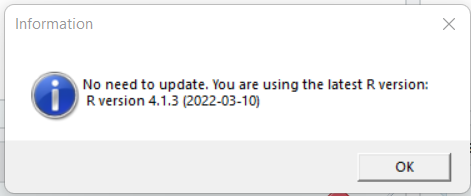 Information
No need to update. You are using the latest R version:
R version 4.1.3 (2022-03-10)
OK